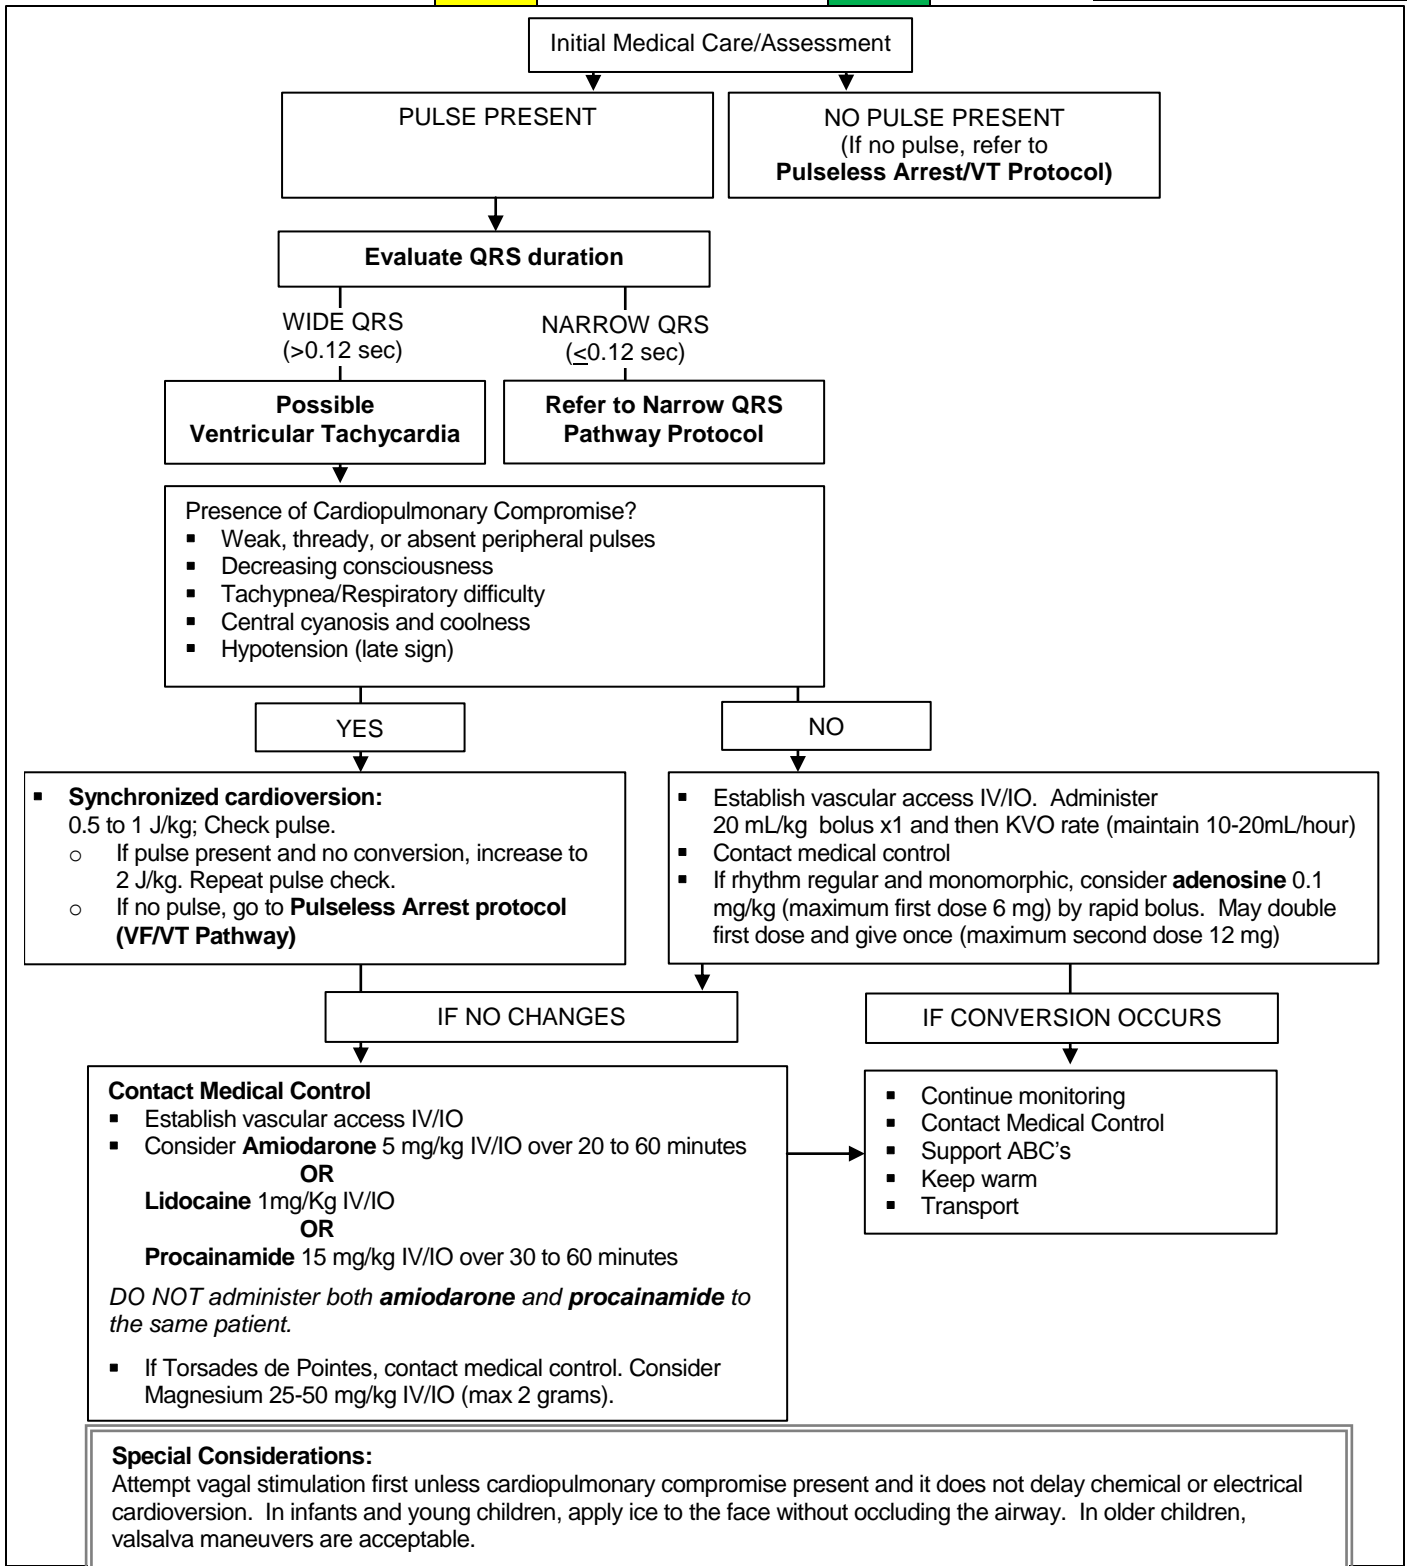 Initial Medical Care/Assessment
PULSE PRESENT
NO PULSE PRESENT
(If no pulse, refer to
Pulseless Arrest/VT Protocol)
Evaluate QRS duration
WIDE QRS
(>0.12 sec)
NARROW QRS
(≤0.12 sec)
Possible
Ventricular Tachycardia
Refer to Narrow QRS
Pathway Protocol
Presence of Cardiopulmonary Compromise?
▪ Weak, thready, or absent peripheral pulses
▪ Decreasing consciousness
▪ Tachypnea/Respiratory difficulty
▪ Central cyanosis and coolness
▪ Hypotension (late sign)
YES
NO
▪ Synchronized cardioversion:
0.5 to 1 J/kg; Check pulse.
o If pulse present and no conversion, increase to
2 J/kg. Repeat pulse check.
o If no pulse, go to Pulseless Arrest protocol
(VF/VT Pathway)
▪ Establish vascular access IV/IO. Administer
20 mL/kg bolus x1 and then KVO rate (maintain 10-20mL/hour)
▪ Contact medical control
▪ If rhythm regular and monomorphic, consider adenosine 0.1
mg/kg (maximum first dose 6 mg) by rapid bolus. May double
first dose and give once (maximum second dose 12 mg)
IF NO CHANGES
IF CONVERSION OCCURS
Contact Medical Control
▪ Establish vascular access IV/IO
▪ Consider Amiodarone 5 mg/kg IV/IO over 20 to 60 minutes
OR
Lidocaine 1mg/Kg IV/IO
OR
Procainamide 15 mg/kg IV/IO over 30 to 60 minutes
DO NOT administer both amiodarone and procainamide to
the same patient.
▪ If Torsades de Pointes, contact medical control. Consider
Magnesium 25-50 mg/kg IV/IO (max 2 grams).
▪ Continue monitoring
▪ Contact Medical Control
▪ Support ABC's
▪ Keep warm
▪ Transport
Special Considerations:
Attempt vagal stimulation first unless cardiopulmonary compromise present and it does not delay chemical or electrical
cardioversion. In infants and young children, apply ice to the face without occluding the airway. In older children,
valsalva maneuvers are acceptable.